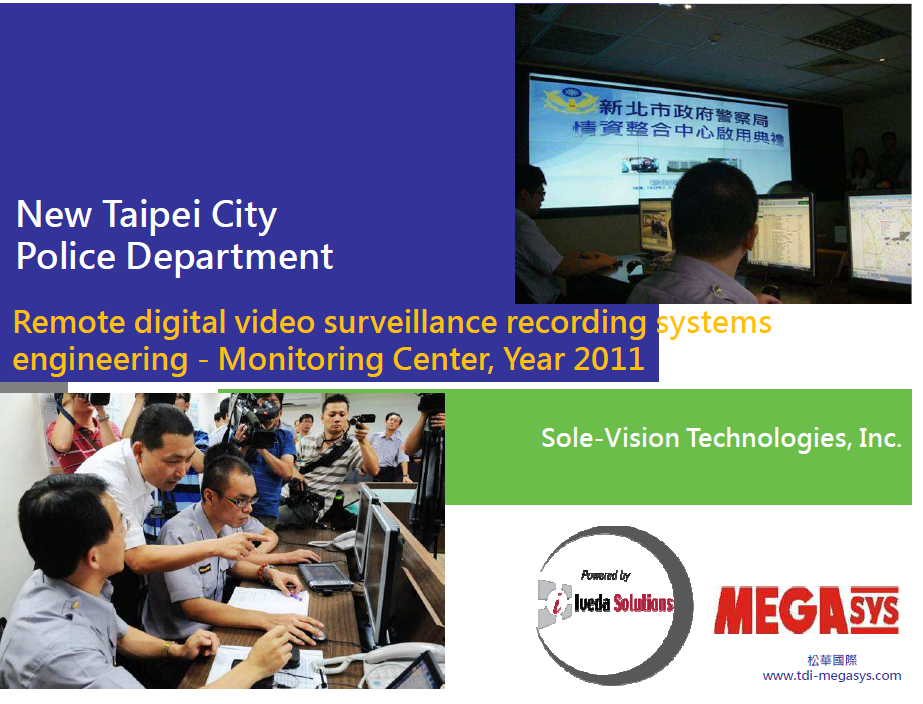 新北市政府警察局
情資整合中心啟用典禮
New Taipei City
Police Department
Remote digital video surveillance recording systems
engineering - Monitoring Center, Year 2011
Sole-Vision Technologies, Inc.
Powered by
Iveda Solutions
MEGAsys
松華國際
www.tdi-megasys.com